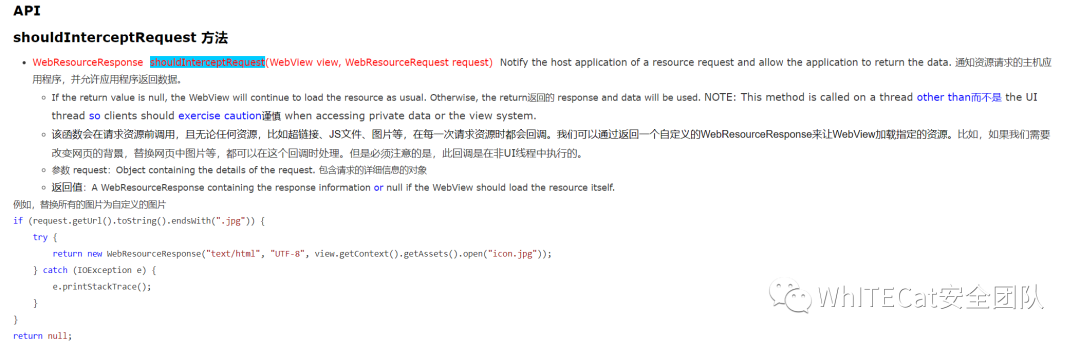 API
shouldInterceptRequest 方法
• WebResourceResponse shouldInterceptRequest(WebView view, WebResourceRequest request) Notify the host application of a resource request and allow the application to return the data. 通知资源请求的主机应
用程序，并允许应用程序返回数据。
○ If the return value is null, the WebView will continue to load the resource as usual. Otherwise, the return返回的 response and data will be used. NOTE: This method is called on a thread other than而不是 the UI
thread so clients should exercise caution谨值 when accessing private data or the view system.
○ 该函数会在请求资源前调用，且无论任何资源，比如超链接、JS文件、图片等，在每一次请求资源时都会回调。我们可以通过返回一个自定义的WebResourceResponse来让WebView加载指定的资源。比如，如果我们需要
改变网页的背景，替换网页中图片等，都可以在这个回调时处理。但是必须注意的是，此回调是在非UI线程中执行的。
○ 参数 request：Object containing the details of the request. 包含请求的详细信息的对象
○ 返回值：A WebResourceResponse containing the response information or null if the WebView should load the resource itself.
例如，替换所有的图片为自定义的图片
if (request.getUrl().toString().endsWith(".jpg")) {
try {
return new WebResourceResponse("text/html", "UTF-8", view.getContext().getAssets().open("icon.jpg"));
} catch (IOException e) {
e.printStackTrace();
}
}
return null;
WhITECat安全团队